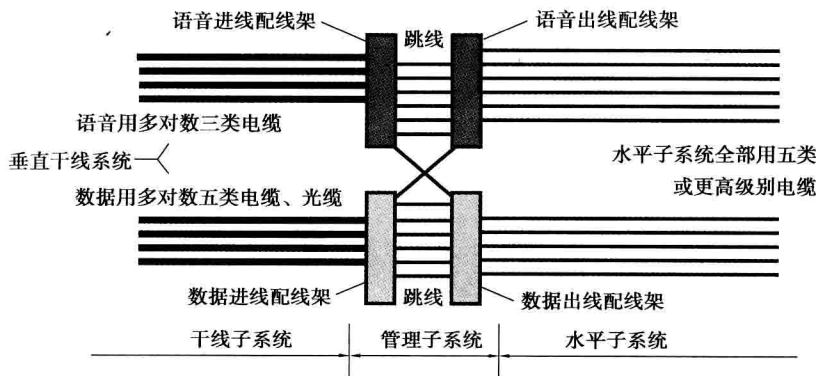 语音进线配线架
跳线
语音出线配线架
语音用多对数三类电缆
垂直干线系统
水平子系统全部用五类
或更高级别电缆
数据用多对数五类电缆、光缆
数据进线配线架
跳线
数据出线配线架
干线子系统
管理子系统
水平子系统